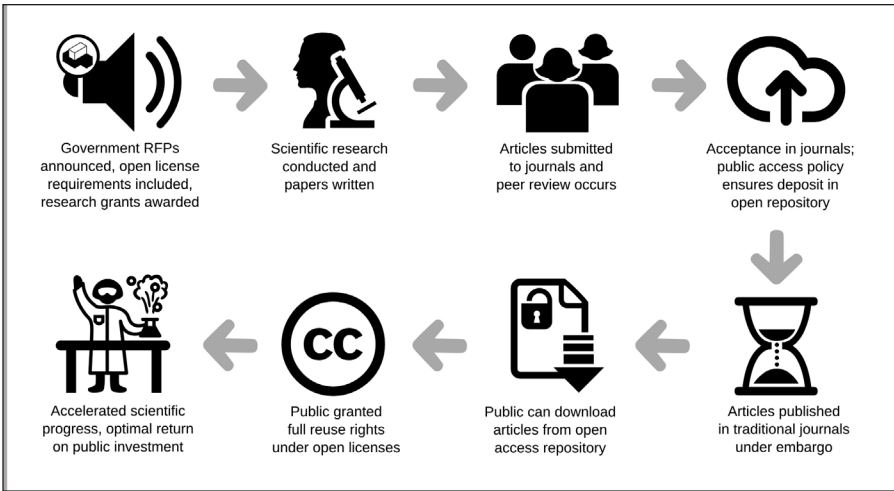 Government RFPs
announced, open license
requirements included,
research grants awarded
Scientific research
conducted and
papers written
Articles submitted
to journals and
peer review occurs
Acceptance in journals;
public access policy
ensures deposit in
open repository
Articles published
in traditional journals
under embargo
Public can download
articles from open
access repository
CC
Public granted
full reuse rights
under open licenses
Accelerated scientific
progress, optimal return
on public investment